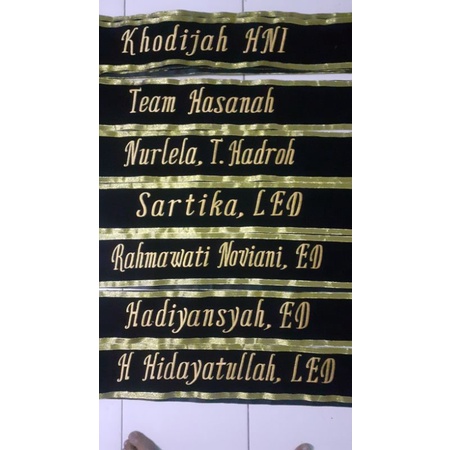 Khodijah HNI
Team Hasanah
Nurlela, T. Hadroh
Sartika, LED
Rahmawati Noviani, ED
Hadiyansyah, ED
H Hidayatullah, LED